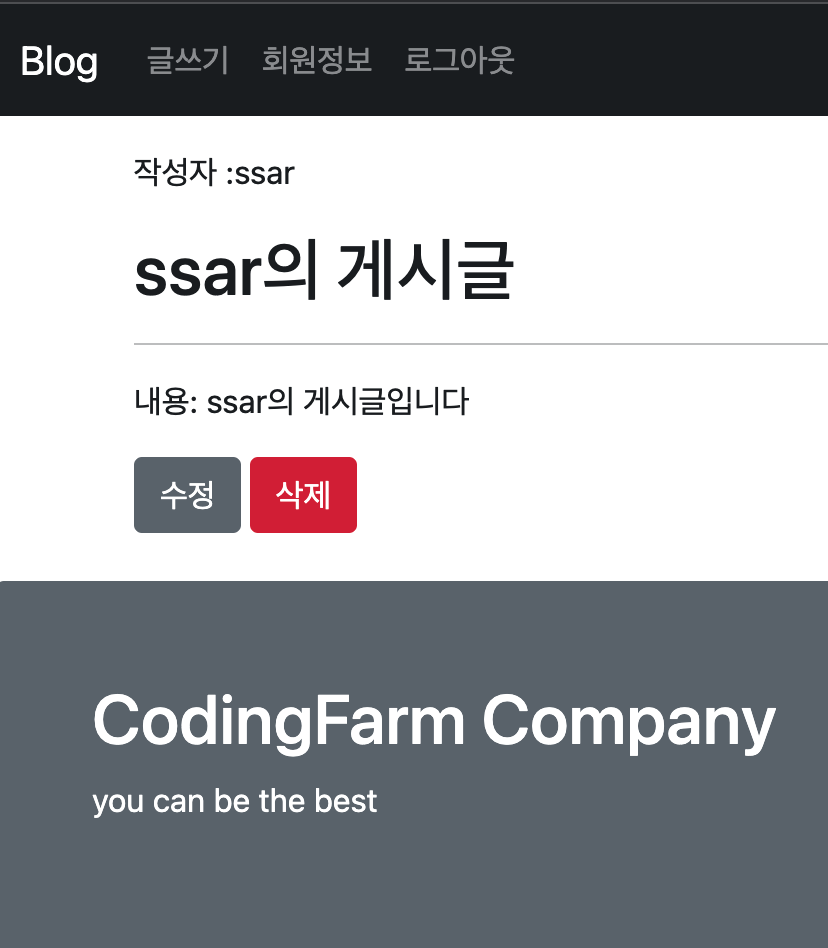 Blog 글쓰기 회원정보 로그아웃
작성자 :ssar
ssar의 게시글
내용: ssar의 게시글입니다
수정 삭제
CodingFarm Company
you can be the best